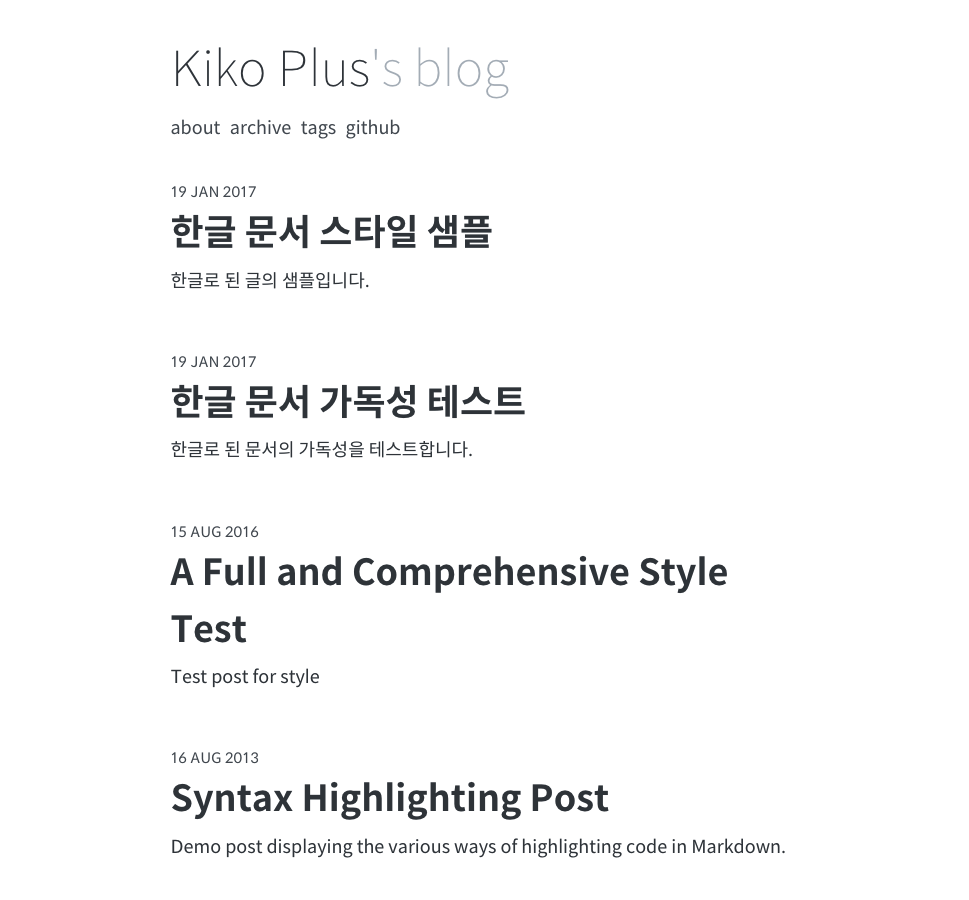 Kiko Plus's blog
about archive tags github
19 JAN 2017
한글 문서 스타일 샘플
한글로 된 글의 샘플입니다.
19 JAN 2017
한글 문서 가독성 테스트
한글로 된 문서의 가독성을 테스트합니다.
15 AUG 2016
A Full and Comprehensive Style
Test
Test post for style
16 AUG 2013
Syntax Highlighting Post
Demo post displaying the various ways of highlighting code in Markdown.